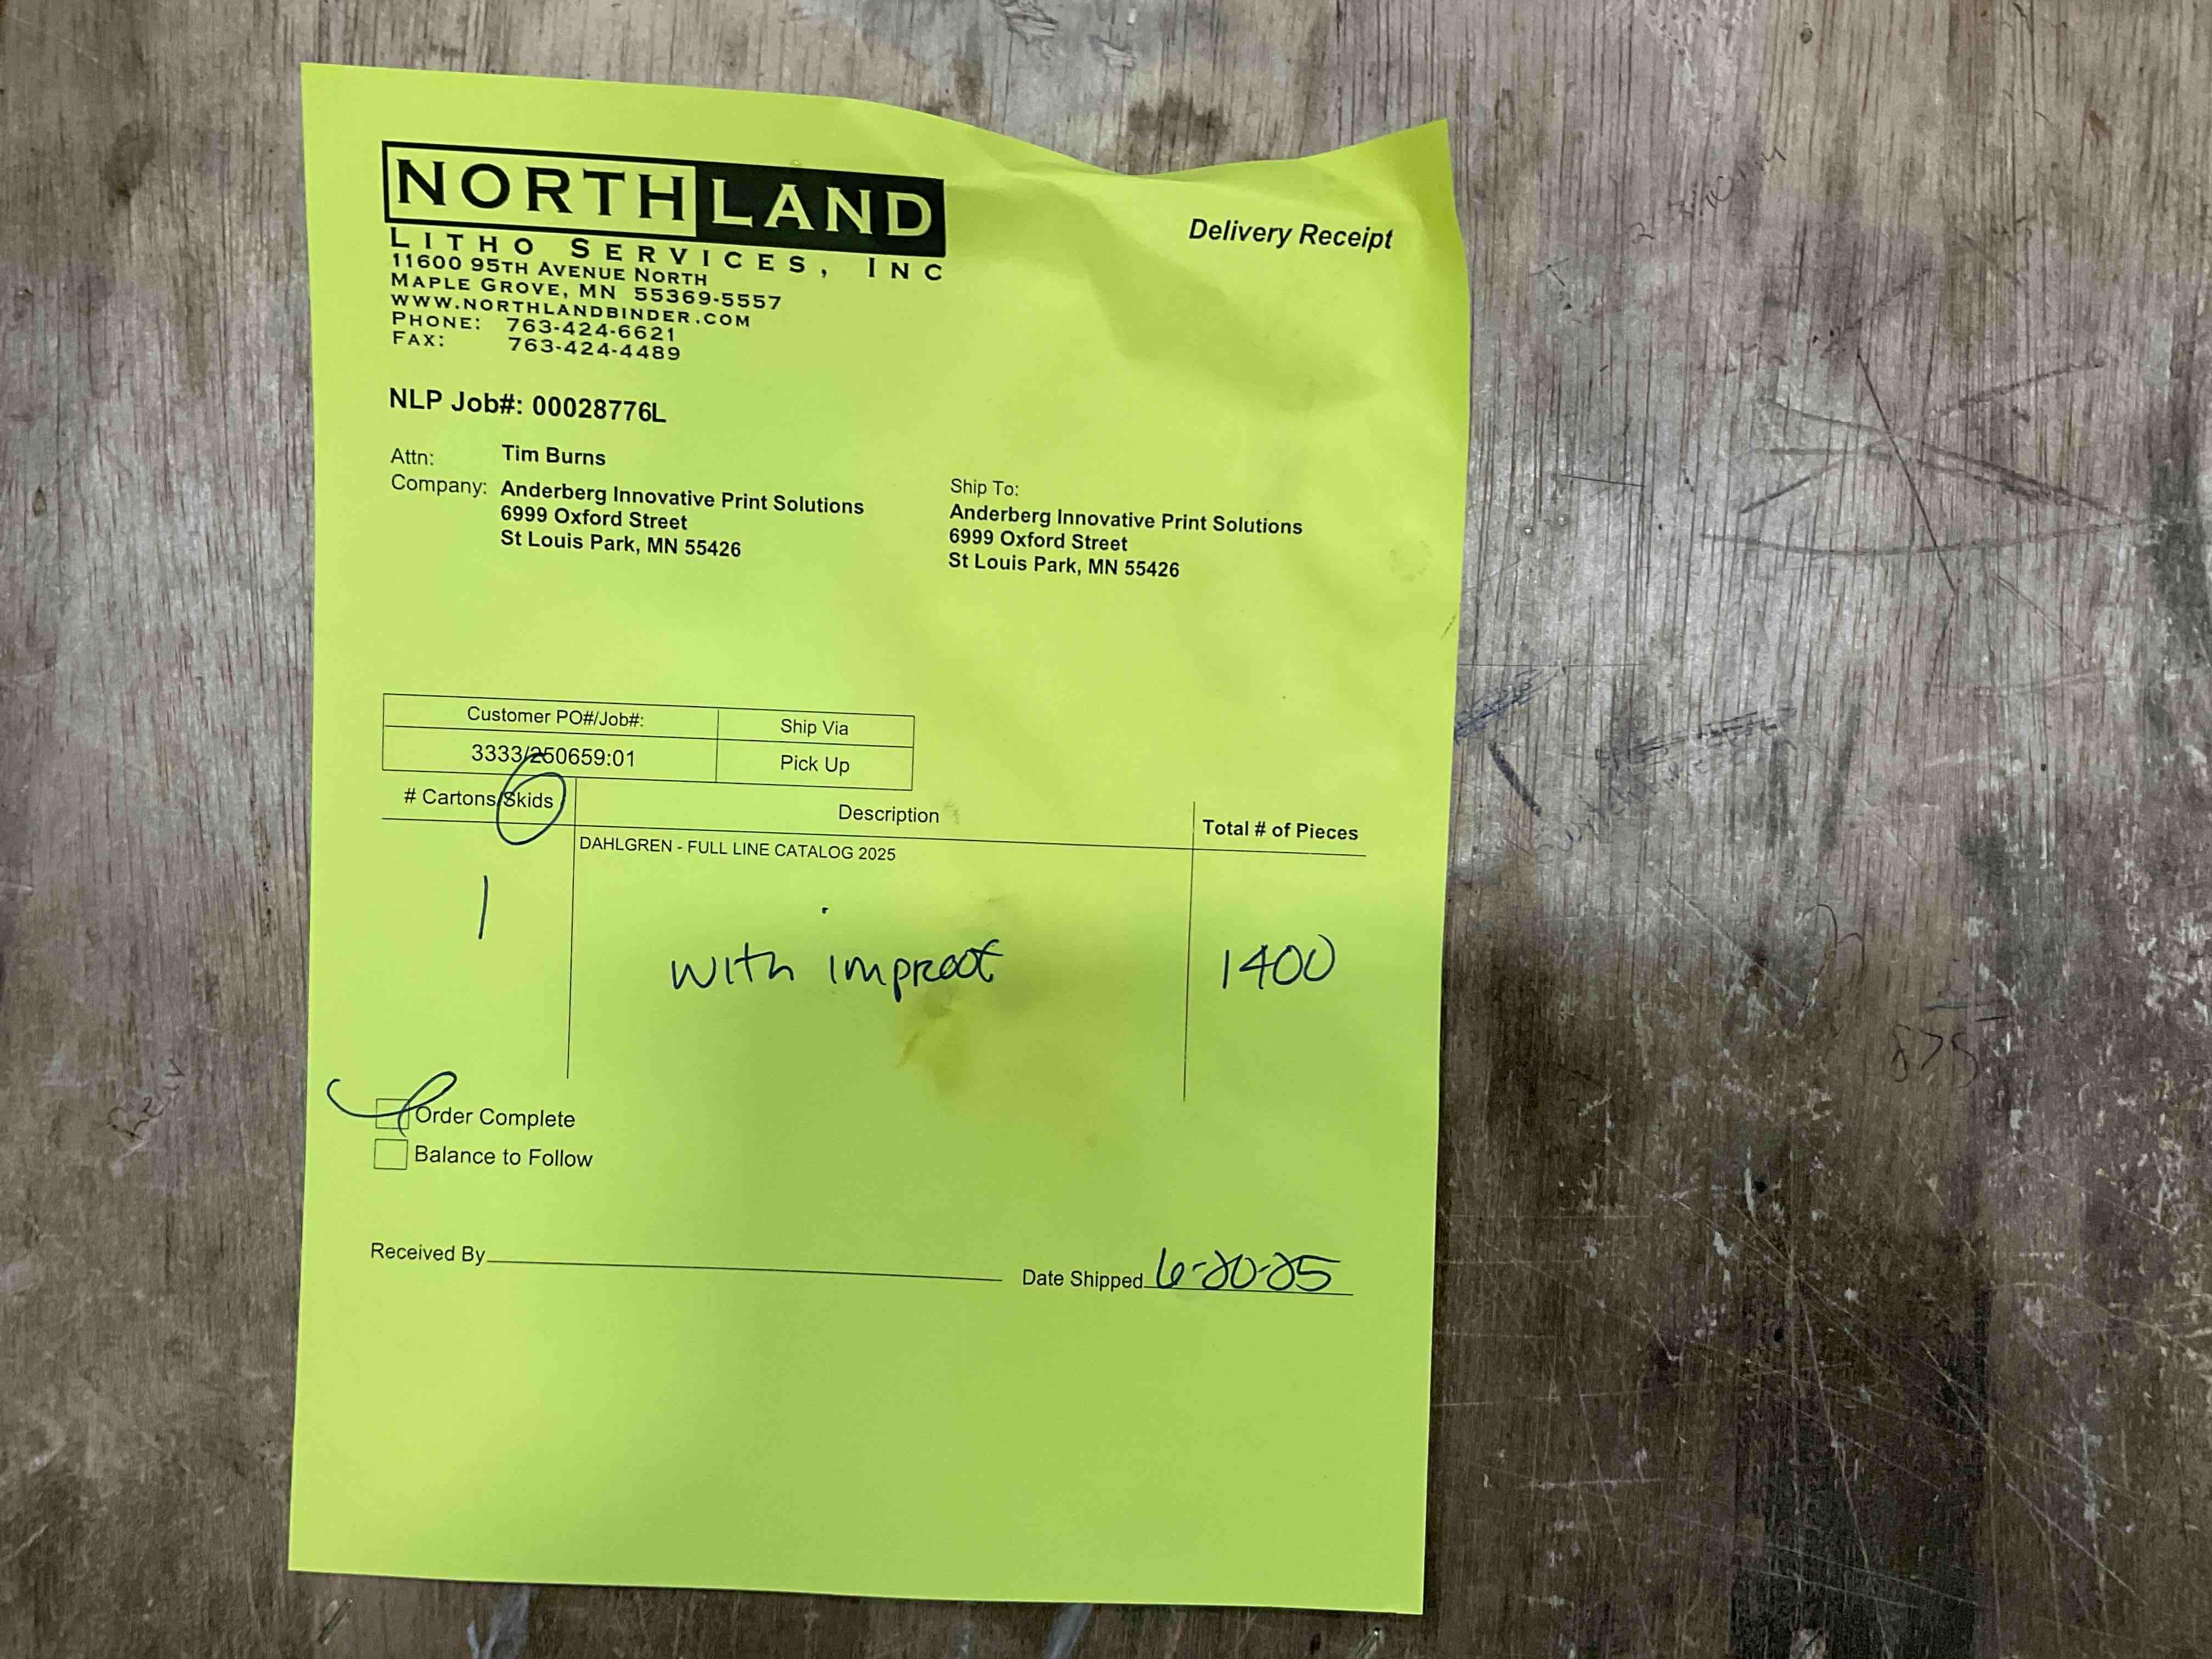 NORTHLAND
LITHO SERVICES, INC
11600 95TH AVENUE NORTH
MAPLE GROVE, MN 55369-5557
WWW.NORTHLANDBINDER.COM
PHONE: 763-424-6621
FAX: 763-424-4489
Delivery Receipt
NLP Job#: 00028776L
Attn: Tim Burns
Company: Anderberg Innovative Print Solutions
6999 Oxford Street
St Louis Park, MN 55426
Ship To:
Anderberg Innovative Print Solutions
6999 Oxford Street
St Louis Park, MN 55426
Customer PO#/Job#: Ship Via
3333/250659:01 Pick Up
# Cartons/Skids Description Total # of Pieces
DAHLGREN - FULL LINE CATALOG 2025
1 with 1400
Order Complete
Balance to Follow
Received By Date Shipped 6-20-25